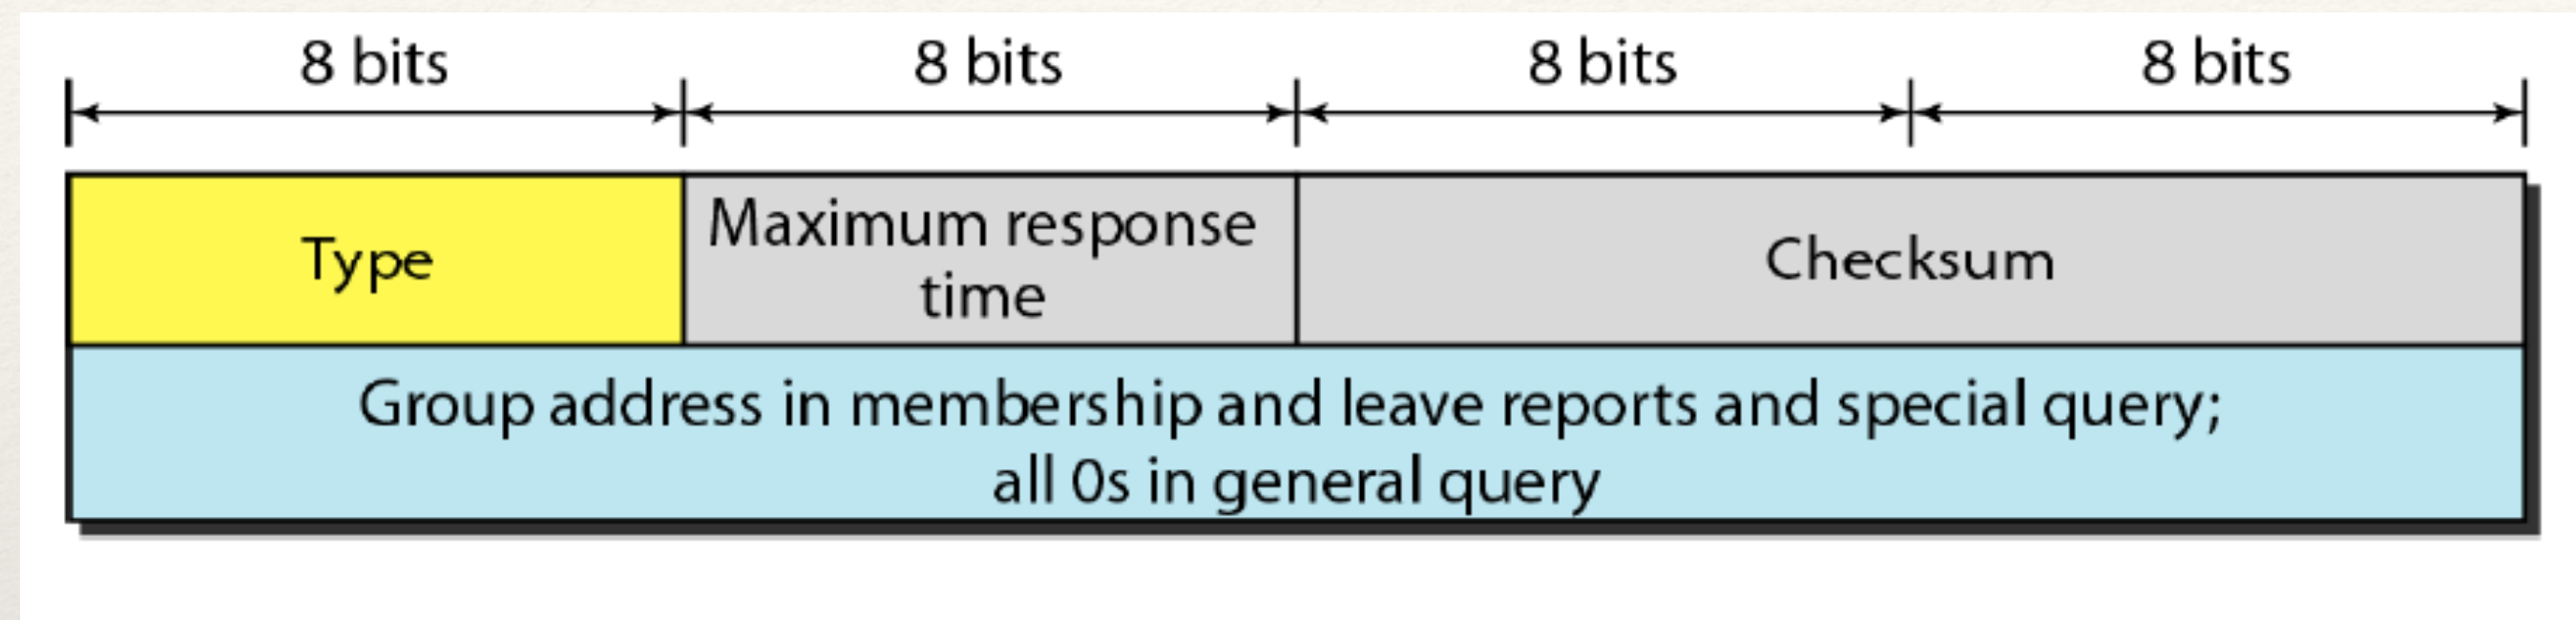 8 bits 8 bits 8 bits 8 bits
Type
Maximum response
time
Checksum
Group address in membership and leave reports and special query;
all 0s in general query